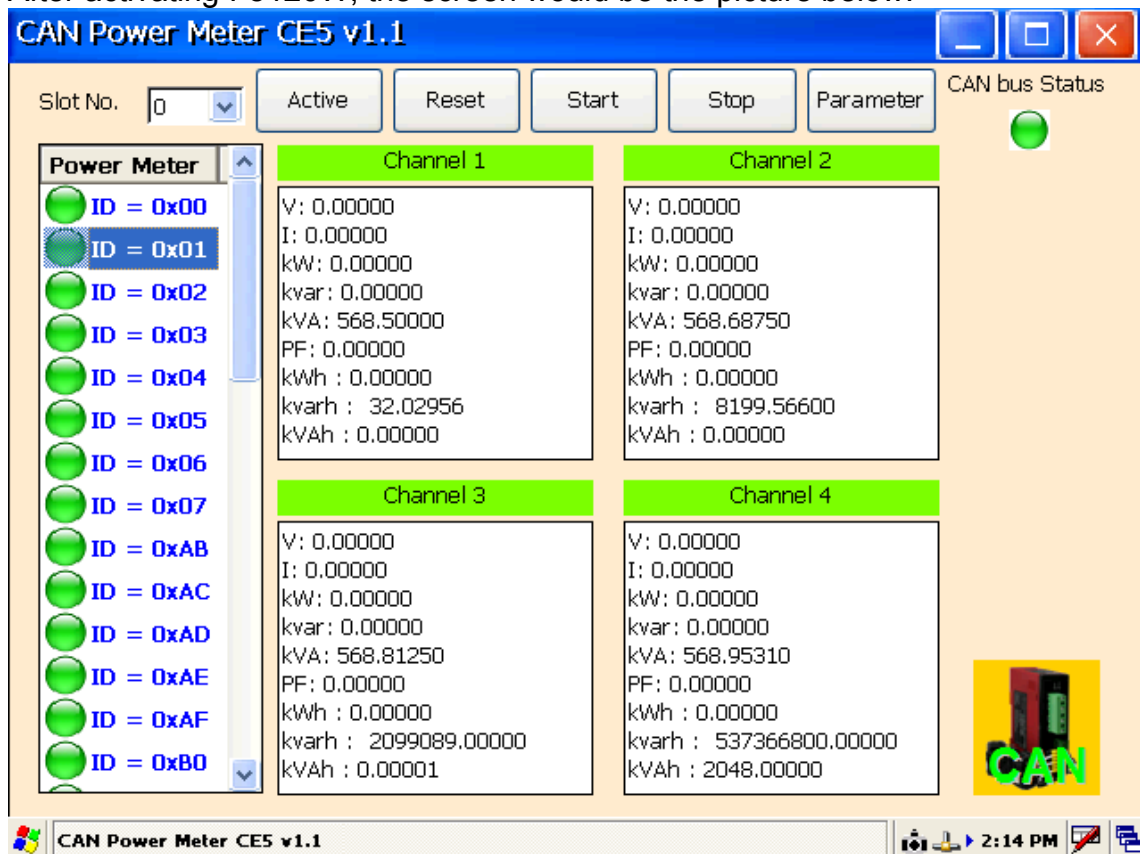 CAN Power Meter CE5 v1.1
Slot No. 0 Active Reset Start Stop Parameter CAN bus Status
Power Meter
ID = 0x00
ID = 0x01
ID = 0x02
ID = 0x03
ID = 0x04
ID = 0x05
ID = 0x06
ID = 0x07
ID = 0xAB
ID = 0xAC
ID = 0xAD
ID = 0xAE
ID = 0xAF
ID = 0xB0
Channel 1
V: 0.00000
I: 0.00000
kW: 0.00000
kvar: 0.00000
kVA: 568.50000
PF: 0.00000
kWh : 0.00000
kvarh : 32.02956
kVAh : 0.00000
Channel 2
V: 0.00000
I: 0.00000
kW: 0.00000
kvar: 0.00000
kVA: 568.68750
PF: 0.00000
kWh : 0.00000
kvarh : 8199.56600
kVAh : 0.00000
Channel 3
V: 0.00000
I: 0.00000
kW: 0.00000
kvar: 0.00000
kVA: 568.81250
PF: 0.00000
kWh : 0.00000
kvarh : 2099089.00000
kVAh : 0.00001
Channel 4
V: 0.00000
I: 0.00000
kW: 0.00000
kvar: 0.00000
kVA: 568.95310
PF: 0.00000
kWh : 0.00000
kvarh : 537366800.00000
kVAh : 2048.00000
CAN
CAN Power Meter CE5 v1.1 2:14 PM